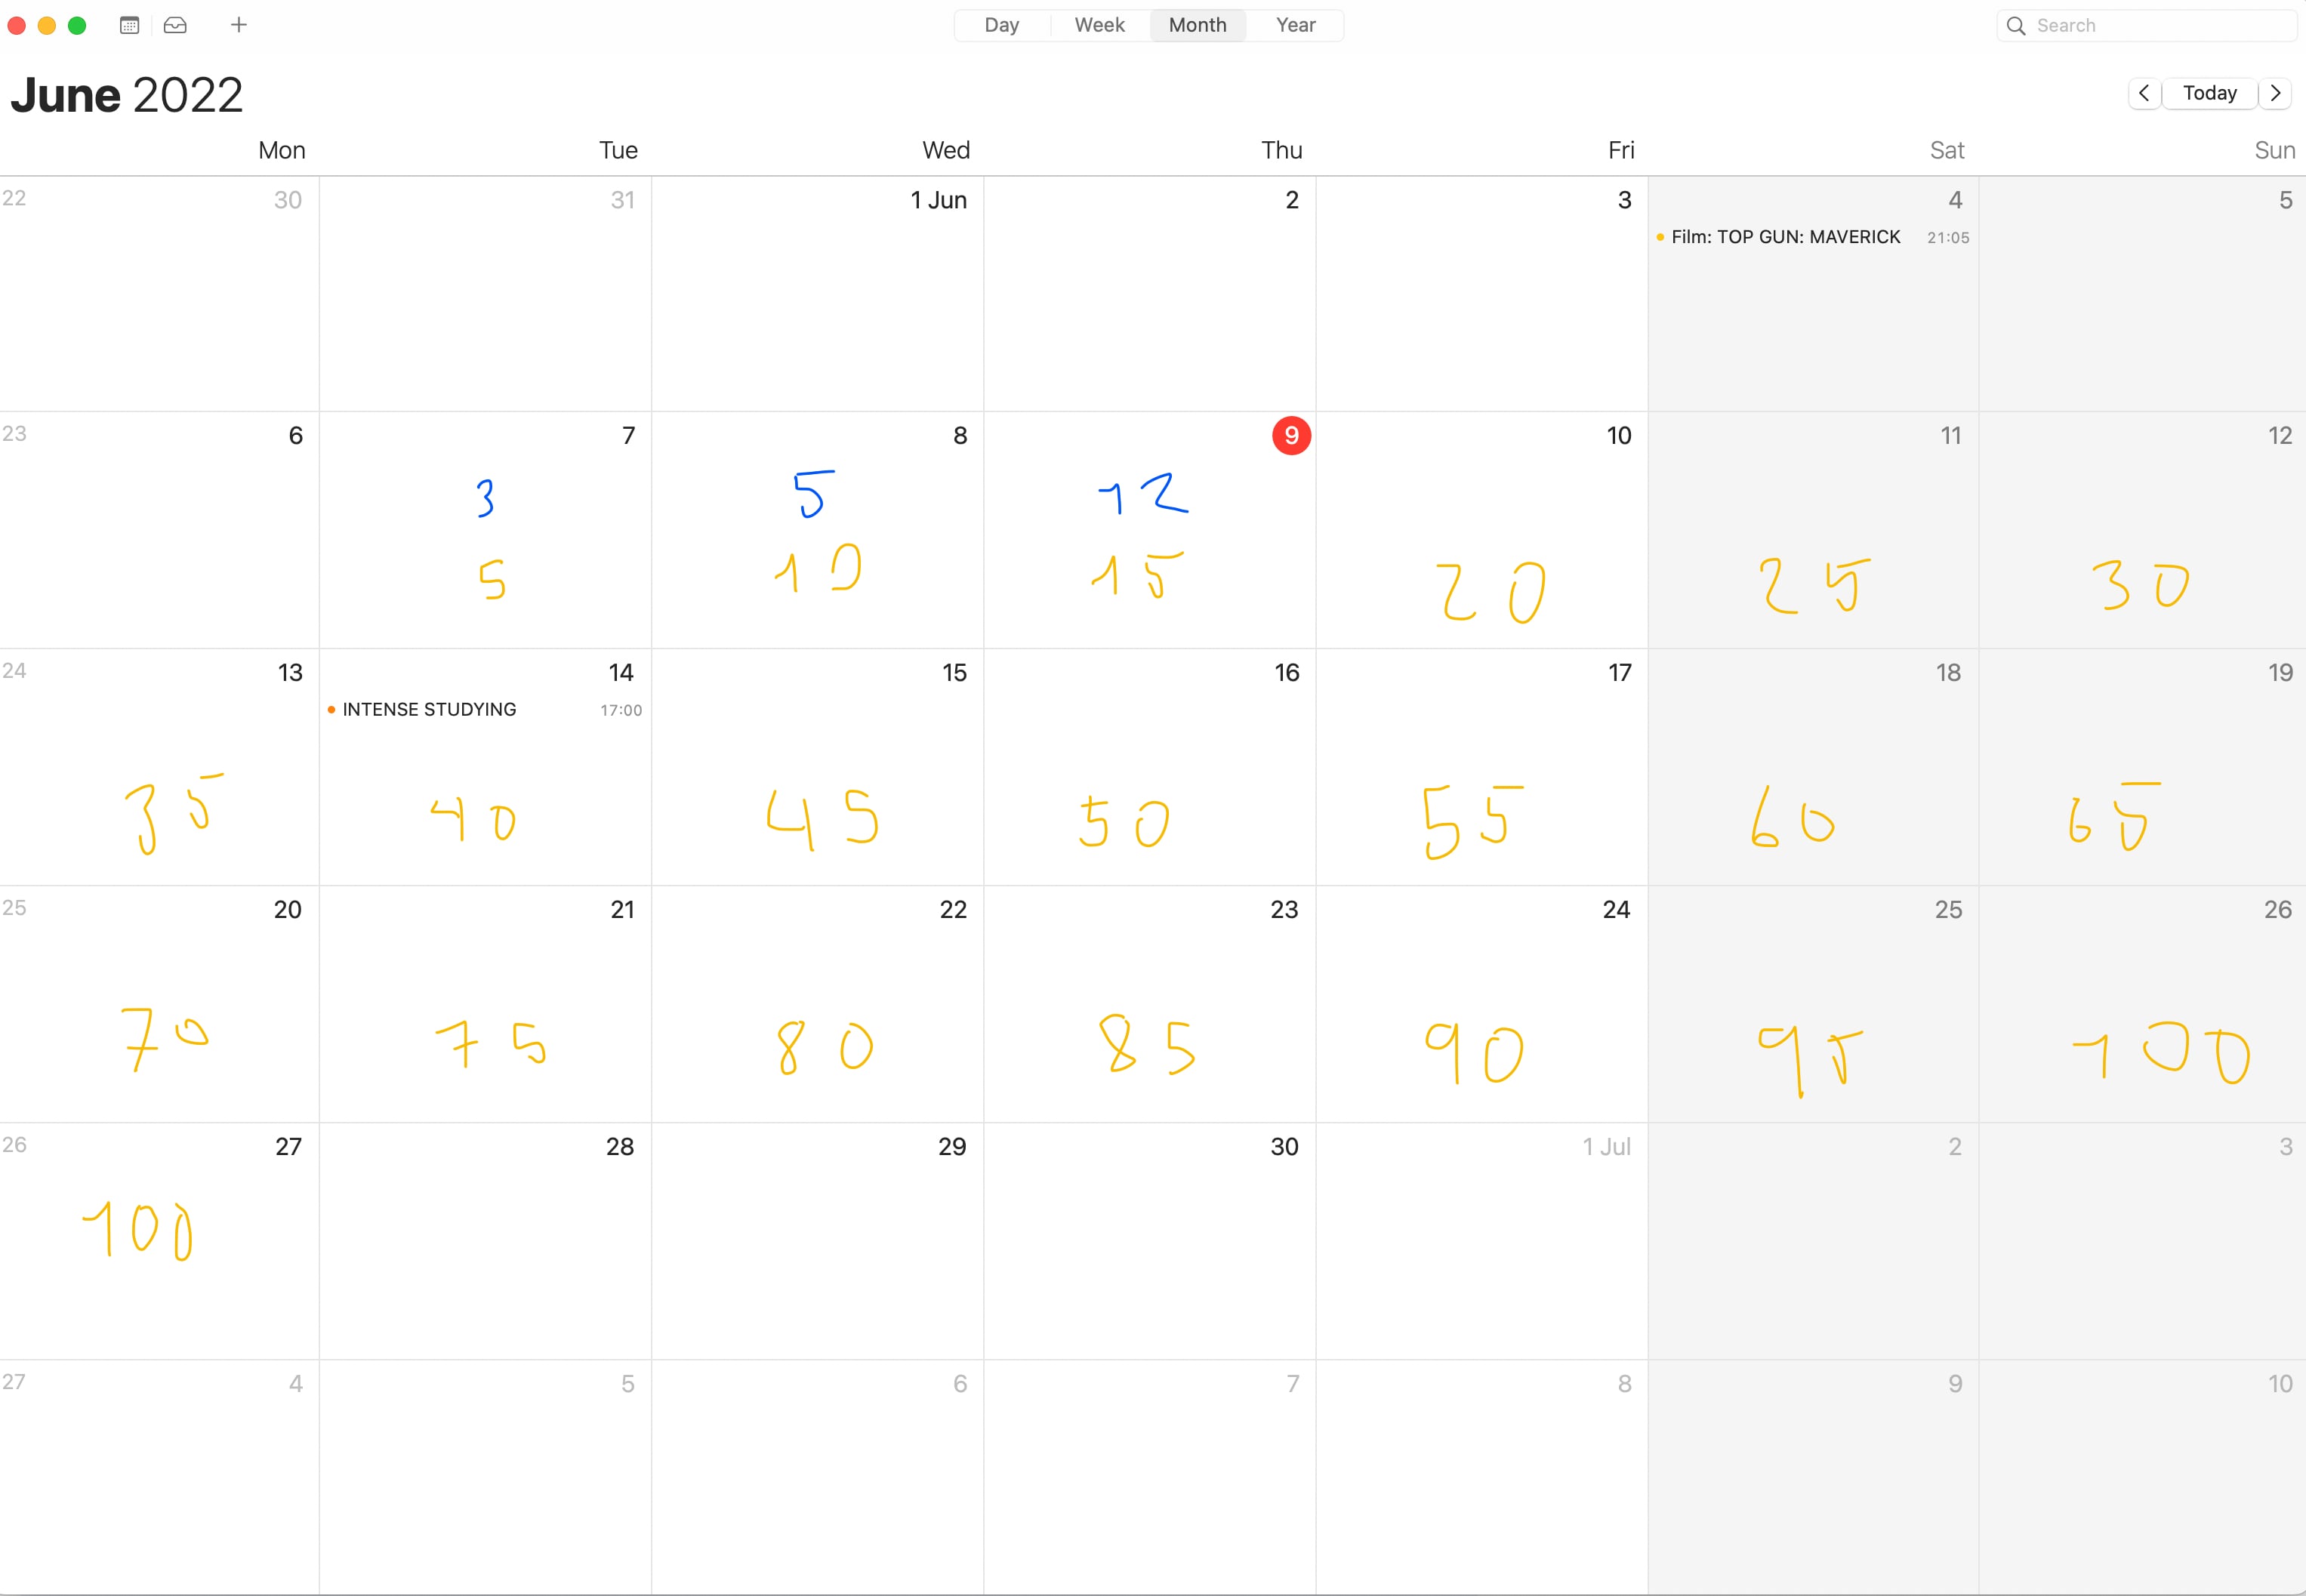 Day Week Month Year Search
June 2022 Today
Mon Tue Wed Thu Fri Sat Sun
22 30 31 1 Jun 2 3 4 5
Film: TOP GUN: MAVERICK 21:05
23 6 7 8 9 10 11 12
3 5 12
5 10 15 20 25 30
24 13 14 15 16 17 18 19
INTENSE STUDYING 17:00
35 40 45 50 55 60 65
25 20 21 22 23 24 25 26
70 75 80 85 90 95 100
26 27 28 29 30 1 Jul 2 3
100
27 4 5 6 7 8 9 10